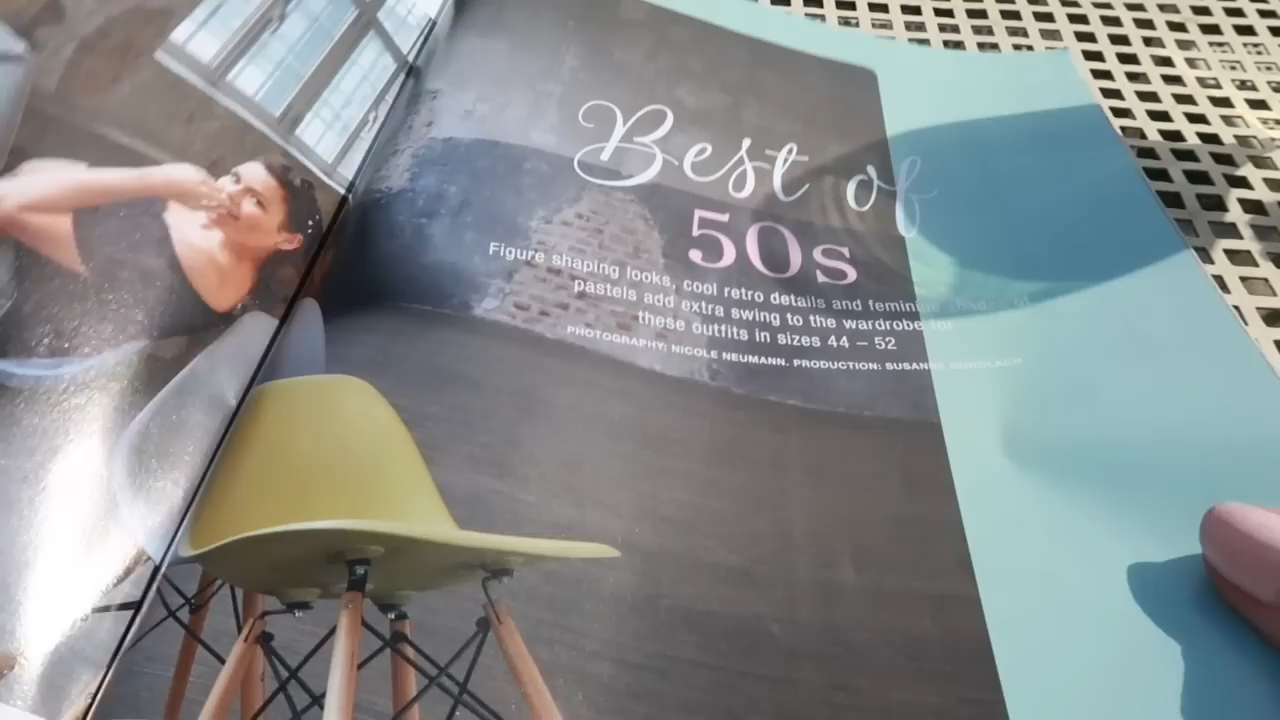 Best of
50s
Figure shaping looks, cool retro details and feminine shades of
pastels add extra swing to the wardrobe for
these outfits in sizes 44 – 52
PHOTOGRAPHY: NICOLE NEUMANN. PRODUCTION: SUSANNE GUNDLACH